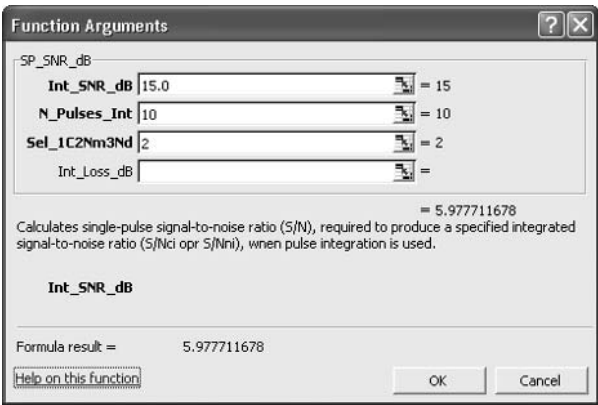 Function Arguments
SP_SNR_dB
Int_SNR_dB 15.0 = 15
N_Pulses_Int 10 = 10
Sel_1C2Nm3Nd 2 = 2
Int_Loss_dB =
= 5.977711678
Calculates single-pulse signal-to-noise ratio (S/N), required to produce a specified integrated
signal-to-noise ratio (S/Nci opr S/Nni), wnen pulse integration is used.
Int_SNR_dB
Formula result = 5.977711678
Help on this function OK Cancel